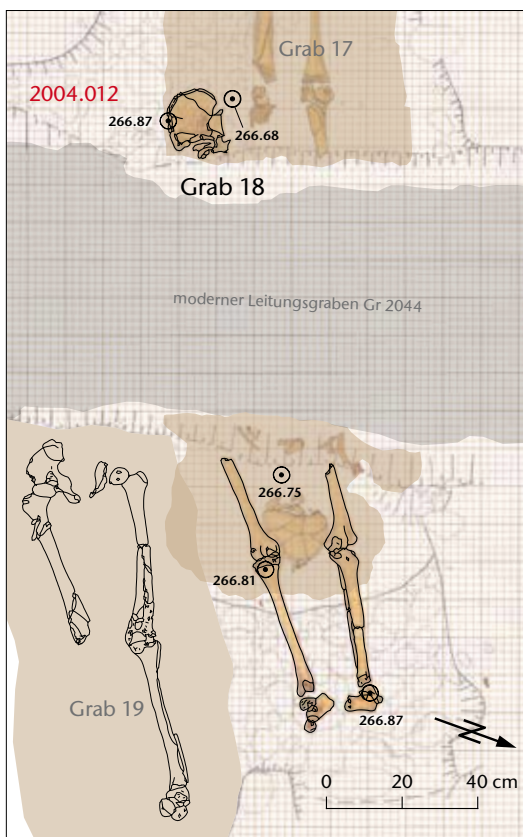 Grab 17
2004.012
266.87
266.68
Grab 18
moderner Leitungsgraben Gr 2044
266.75
266.81
Grab 19
266.87
N
0 20 40 cm